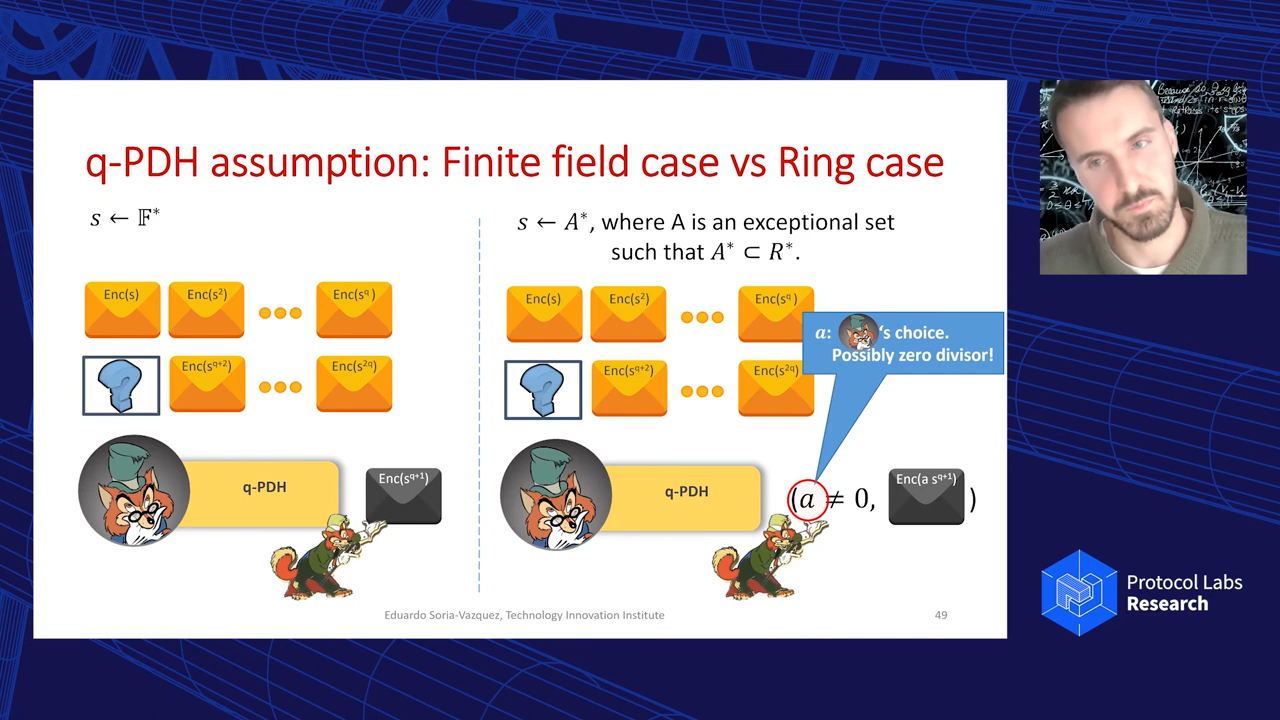 q-PDH assumption: Finite field case vs Ring case
s ← 𝔽*
s ← A*, where A is an exceptional set
such that A* ⊂ R*.
Enc(s) Enc(s²) Enc(s^q)
Enc(s^{q+2}) Enc(s^{2q})
q-PDH
Enc(s^{q+1})
Enc(s) Enc(s²) Enc(s^q)
a: 's choice.
Possibly zero divisor!
Enc(s^{q+2}) Enc(s^{2q})
q-PDH
(a ≠ 0, Enc(a s^{q+1}) )
Eduardo Soria-Vazquez, Technology Innovation Institute
49
Protocol Labs
Research